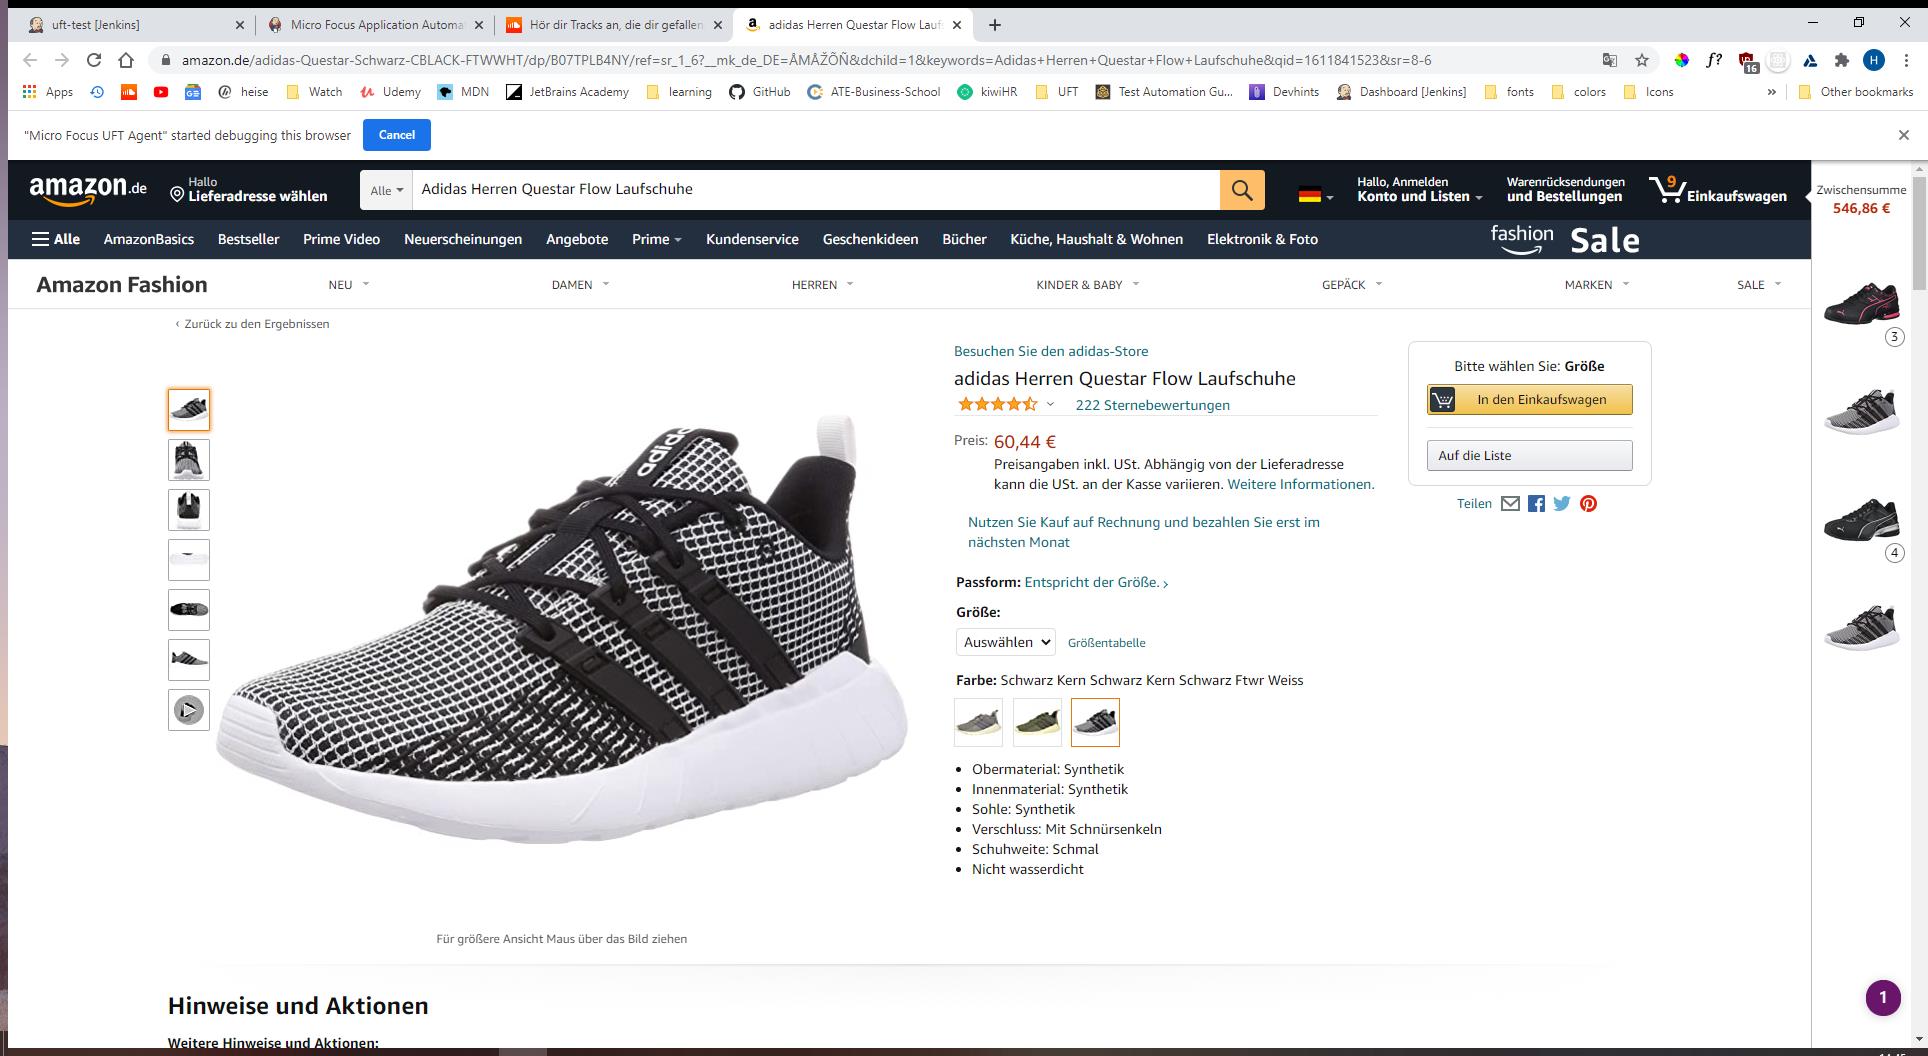 uft-test [Jenkins]
Micro Focus Application Automa
Hör dir Tracks an, die dir gefallen
adidas Herren Questar Flow Lauf
amazon.de/adidas-Questar-Schwarz-CBLACK-FTWWHT/dp/B07TPLB4NY/ref=sr_1_6?__mk_de_DE=ÅMÅŽÕÑ&dchild=1&keywords=Adidas+Herren+Questar+Flow+Laufschuhe&qid=1611841523&sr=8-6
f?
16
H
Apps
heise
Watch
Udemy
MDN
JetBrains Academy
learning
GitHub
ATE-Business-School
kiwiHR
UFT
Test Automation Gu...
Devhints
Dashboard [Jenkins]
fonts
colors
Icons
»
Other bookmarks
"Micro Focus UFT Agent" started debugging this browser
Cancel
amazon.de
Hallo
Lieferadresse wählen
Alle
Adidas Herren Questar Flow Laufschuhe
Hallo, Anmelden
Konto und Listen
Warenrücksendungen
und Bestellungen
9
Einkaufswagen
Zwischensumme
546,86 €
Alle
AmazonBasics
Bestseller
Prime Video
Neuerscheinungen
Angebote
Prime
Kundenservice
Geschenkideen
Bücher
Küche, Haushalt & Wohnen
Elektronik & Foto
fashion
Sale
Amazon Fashion
NEU
DAMEN
HERREN
KINDER & BABY
GEPÄCK
MARKEN
SALE
‹ Zurück zu den Ergebnissen
adidas
Besuchen Sie den adidas-Store
adidas Herren Questar Flow Laufschuhe
222 Sternebewertungen
Preis: 60,44 €
Preisangaben inkl. USt. Abhängig von der Lieferadresse
kann die USt. an der Kasse variieren. Weitere Informationen.
Nutzen Sie Kauf auf Rechnung und bezahlen Sie erst im
nächsten Monat
Passform: Entspricht der Größe. ›
Größe:
Auswählen
Größentabelle
Farbe: Schwarz Kern Schwarz Kern Schwarz Ftwr Weiss
• Obermaterial: Synthetik
• Innenmaterial: Synthetik
• Sohle: Synthetik
• Verschluss: Mit Schnürsenkeln
• Schuhweite: Schmal
• Nicht wasserdicht
Bitte wählen Sie: Größe
In den Einkaufswagen
Auf die Liste
Teilen
3
4
Für größere Ansicht Maus über das Bild ziehen
Hinweise und Aktionen
Weitere Hinweise und Aktionen:
1